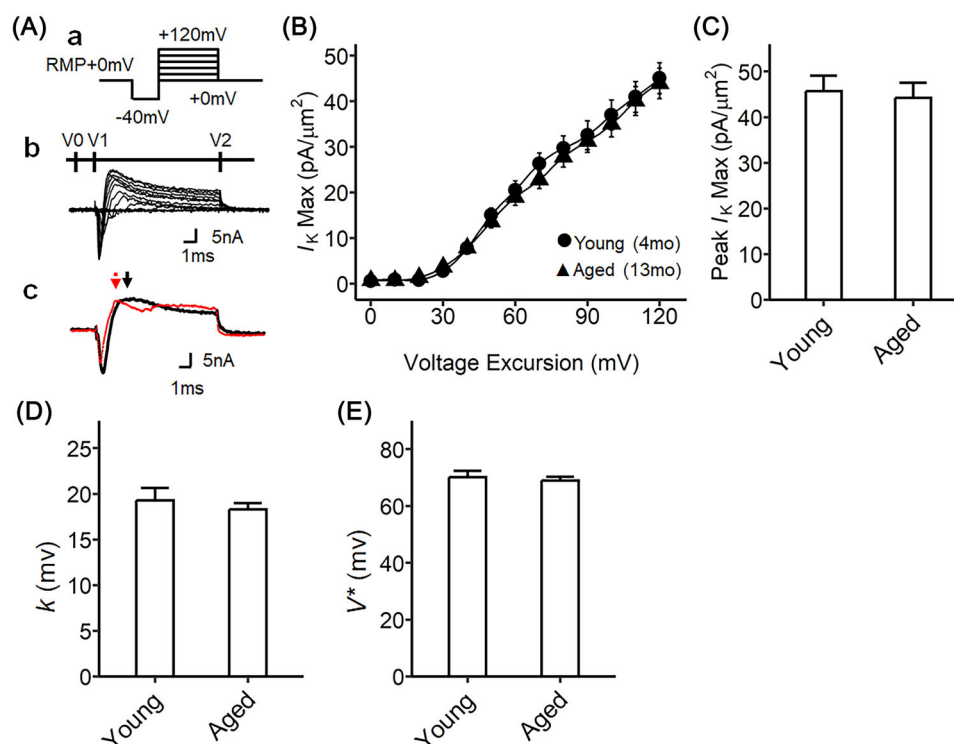 (A)
a
+120mV
RMP+0mV
+0mV
-40mV
b
V0 V1 V2
5nA
1ms
c
5nA
1ms
(B)
I_K Max (pA/μm²)
50
40
30
20
10
0
Young (4mo)
Aged (13mo)
0 30 60 90 120
Voltage Excursion (mV)
(C)
Peak I_K Max (pA/μm²)
50
40
30
20
10
0
Young
Aged
(D)
k (mv)
25
20
15
10
5
0
Young
Aged
(E)
V* (mv)
80
60
40
20
0
Young
Aged